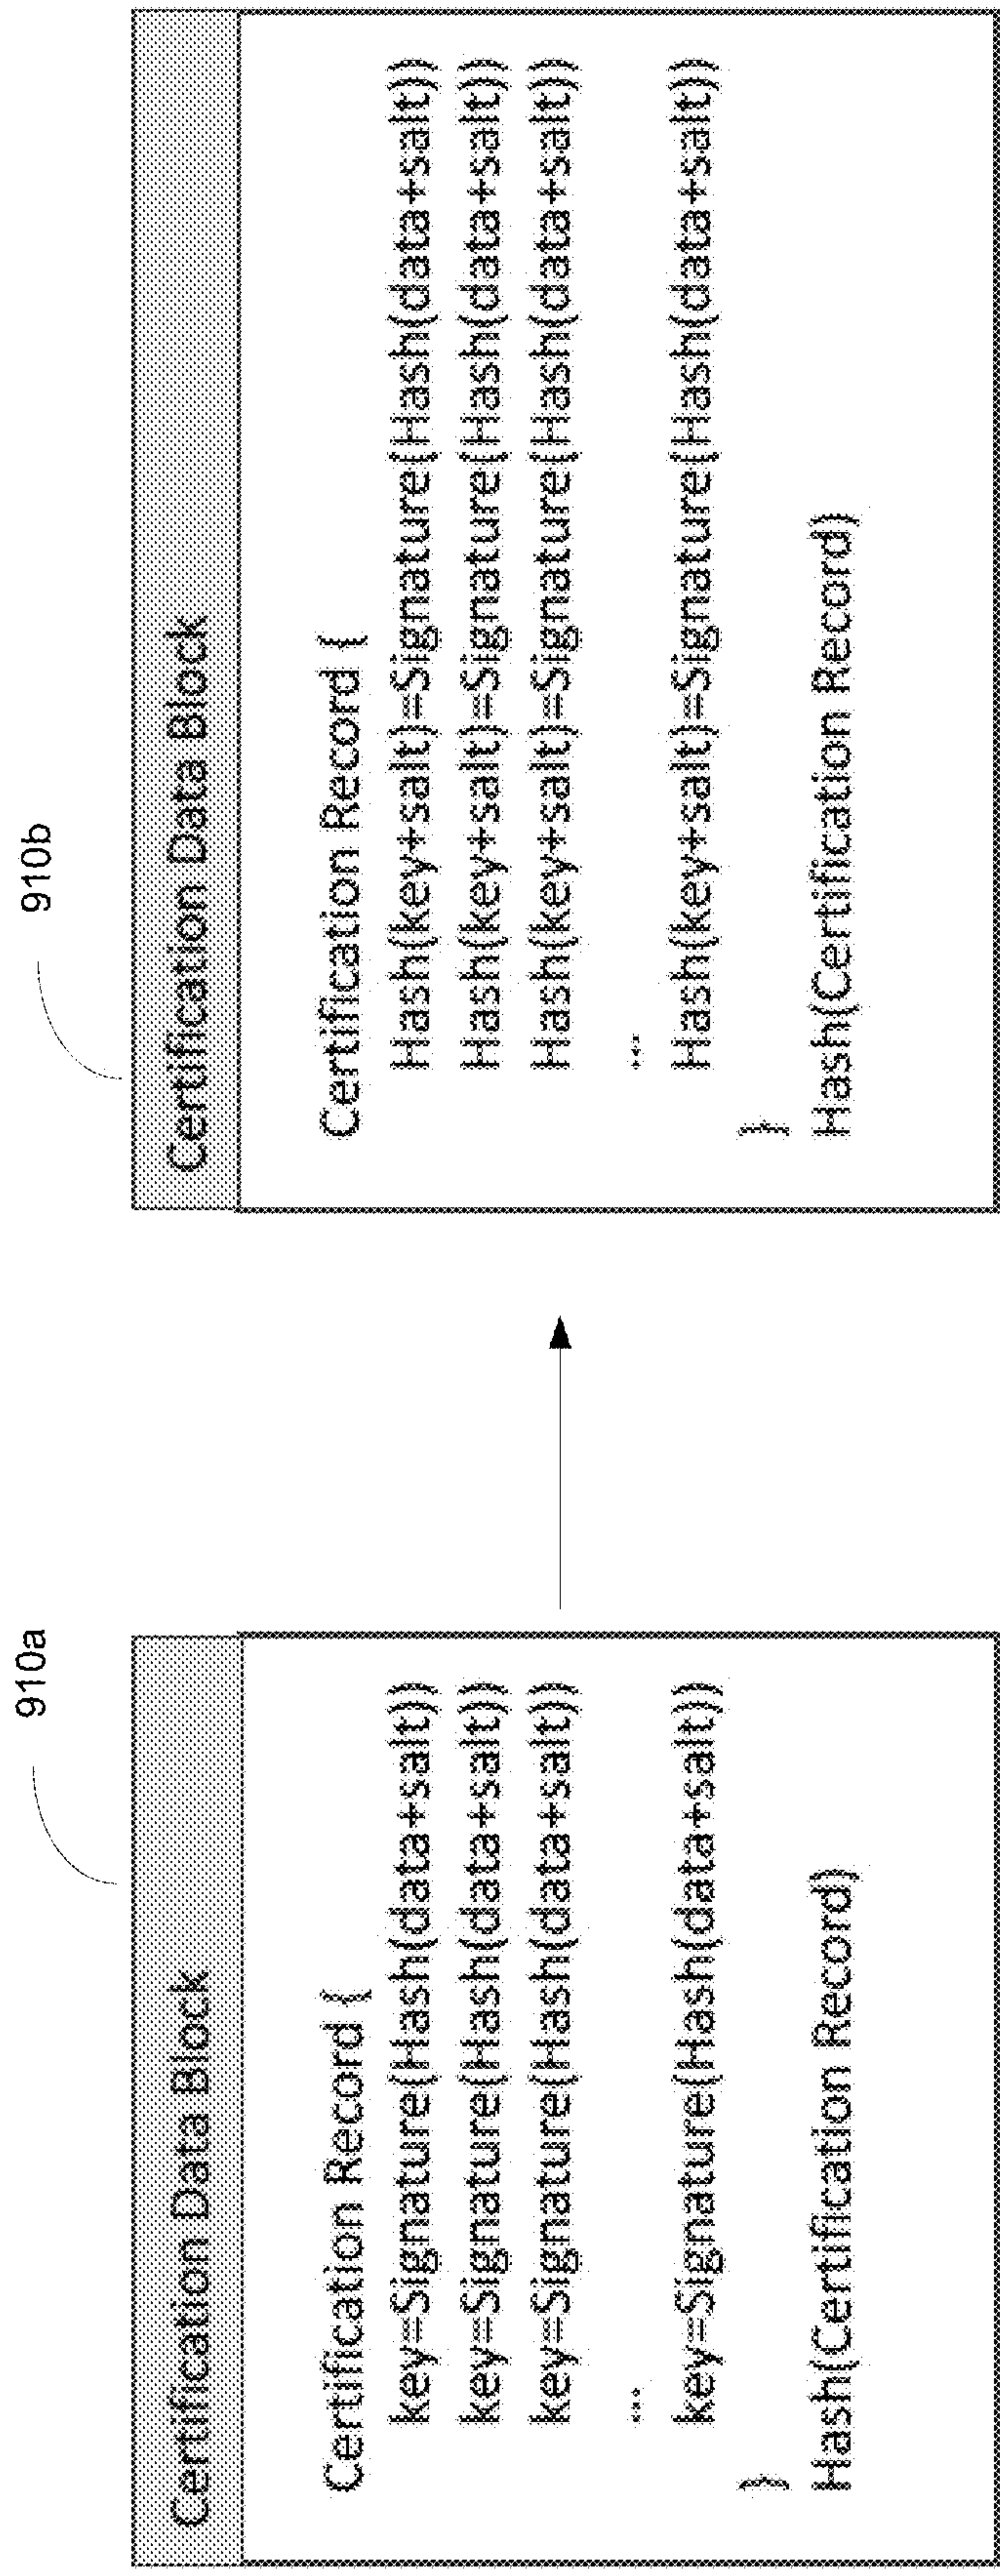 910a
Certification Data Block
Certification Record {
key=Signature(Hash(data+salt))
key=Signature(Hash(data+salt))
key=Signature(Hash(data+salt))
...
key=Signature(Hash(data+salt))
}
Hash(Certification Record)
910b
Certification Data Block
Certification Record {
Hash(key+salt)=Signature(Hash(data+salt))
Hash(key+salt)=Signature(Hash(data+salt))
Hash(key+salt)=Signature(Hash(data+salt))
...
Hash(key+salt)=Signature(Hash(data+salt))
}
Hash(Certification Record)